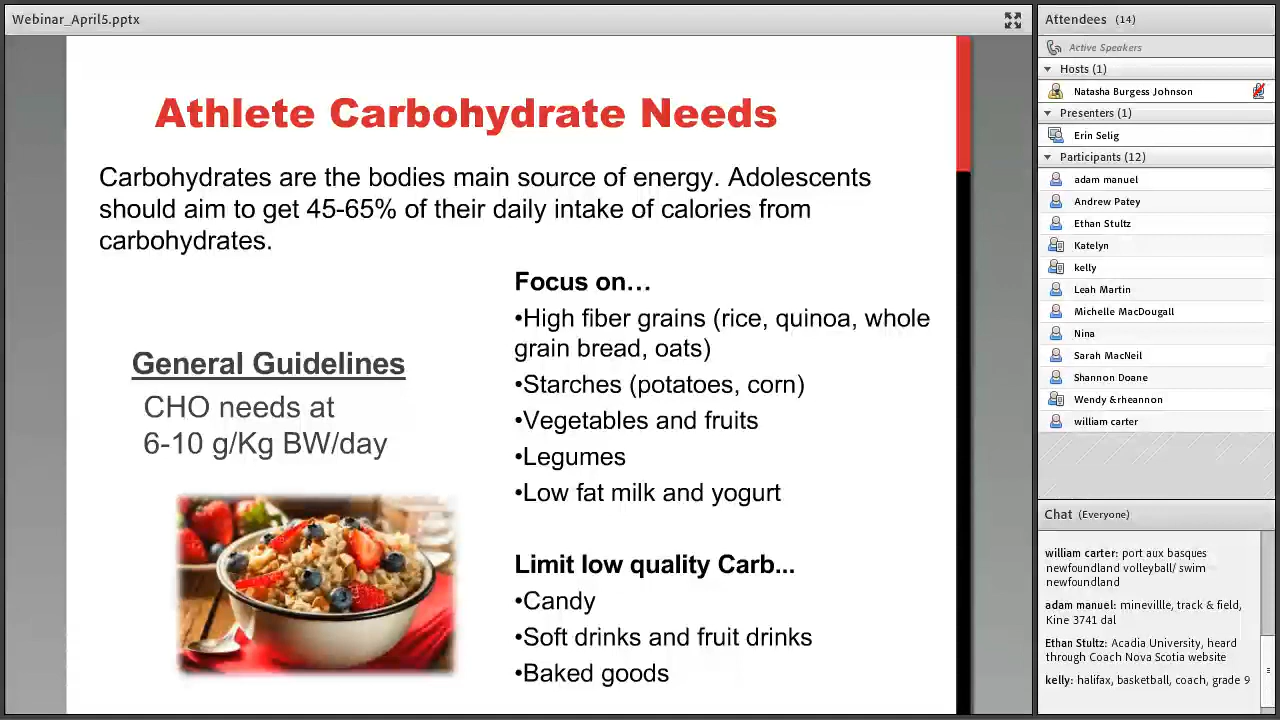 Webinar_April5.pptx
Athlete Carbohydrate Needs
Carbohydrates are the bodies main source of energy. Adolescents
should aim to get 45-65% of their daily intake of calories from
carbohydrates.
General Guidelines
CHO needs at
6-10 g/Kg BW/day
Focus on…
•High fiber grains (rice, quinoa, whole
grain bread, oats)
•Starches (potatoes, corn)
•Vegetables and fruits
•Legumes
•Low fat milk and yogurt
Limit low quality Carb...
•Candy
•Soft drinks and fruit drinks
•Baked goods
Attendees (14)
Active Speakers
Hosts (1)
Natasha Burgess Johnson
Presenters (1)
Erin Selig
Participants (12)
adam manuel
Andrew Patey
Ethan Stultz
Katelyn
kelly
Leah Martin
Michelle MacDougall
Nina
Sarah MacNeil
Shannon Doane
Wendy &rheannon
william carter
Chat (Everyone)
william carter: port aux basques
newfoundland volleyball/ swim
newfoundland
adam manuel: minevillle, track & field,
Kine 3741 dal
Ethan Stultz: Acadia University, heard
through Coach Nova Scotia website
kelly: halifax, basketball, coach, grade 9